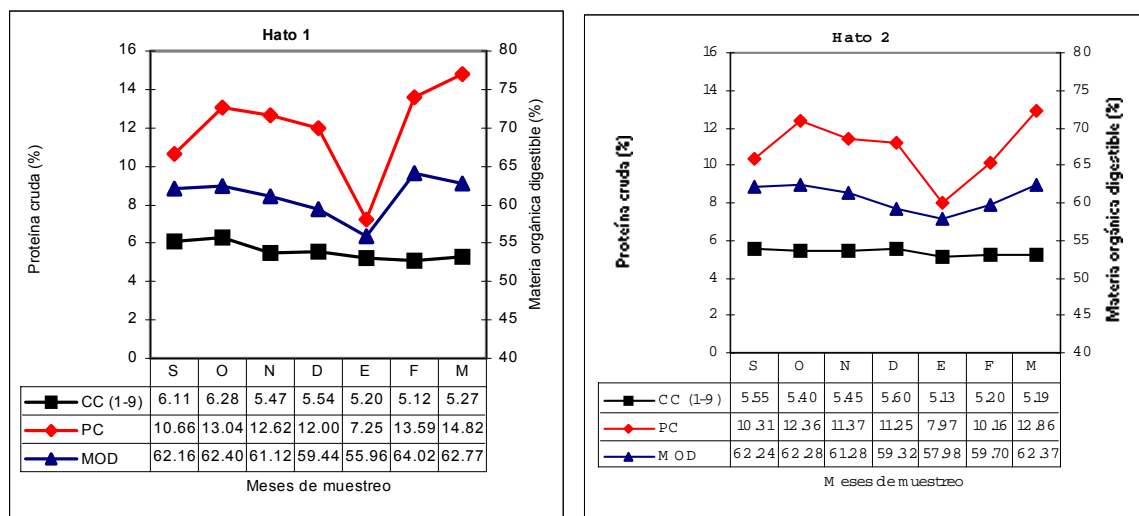 Hato 1
16
14
12
10
8
6
4
2
0
80
75
70
65
60
55
50
45
40
Proteína cruda (%)
Materia orgánica digestible (%)
S O N D E F M
CC (1-9) 6.11 6.28 5.47 5.54 5.20 5.12 5.27
PC 10.66 13.04 12.62 12.00 7.25 13.59 14.82
MOD 62.16 62.40 61.12 59.44 55.96 64.02 62.77
Meses de muestreo
Hato 2
16
14
12
10
8
6
4
2
0
80
75
70
65
60
55
50
45
40
Proteína cruda (%)
Materia orgánica digestible (%)
S O N D E F M
CC (1-9) 5.55 5.40 5.45 5.60 5.13 5.20 5.19
PC 10.31 12.36 11.37 11.25 7.97 10.16 12.86
MOD 62.24 62.28 61.28 59.32 57.98 59.70 62.37
Meses de muestreo